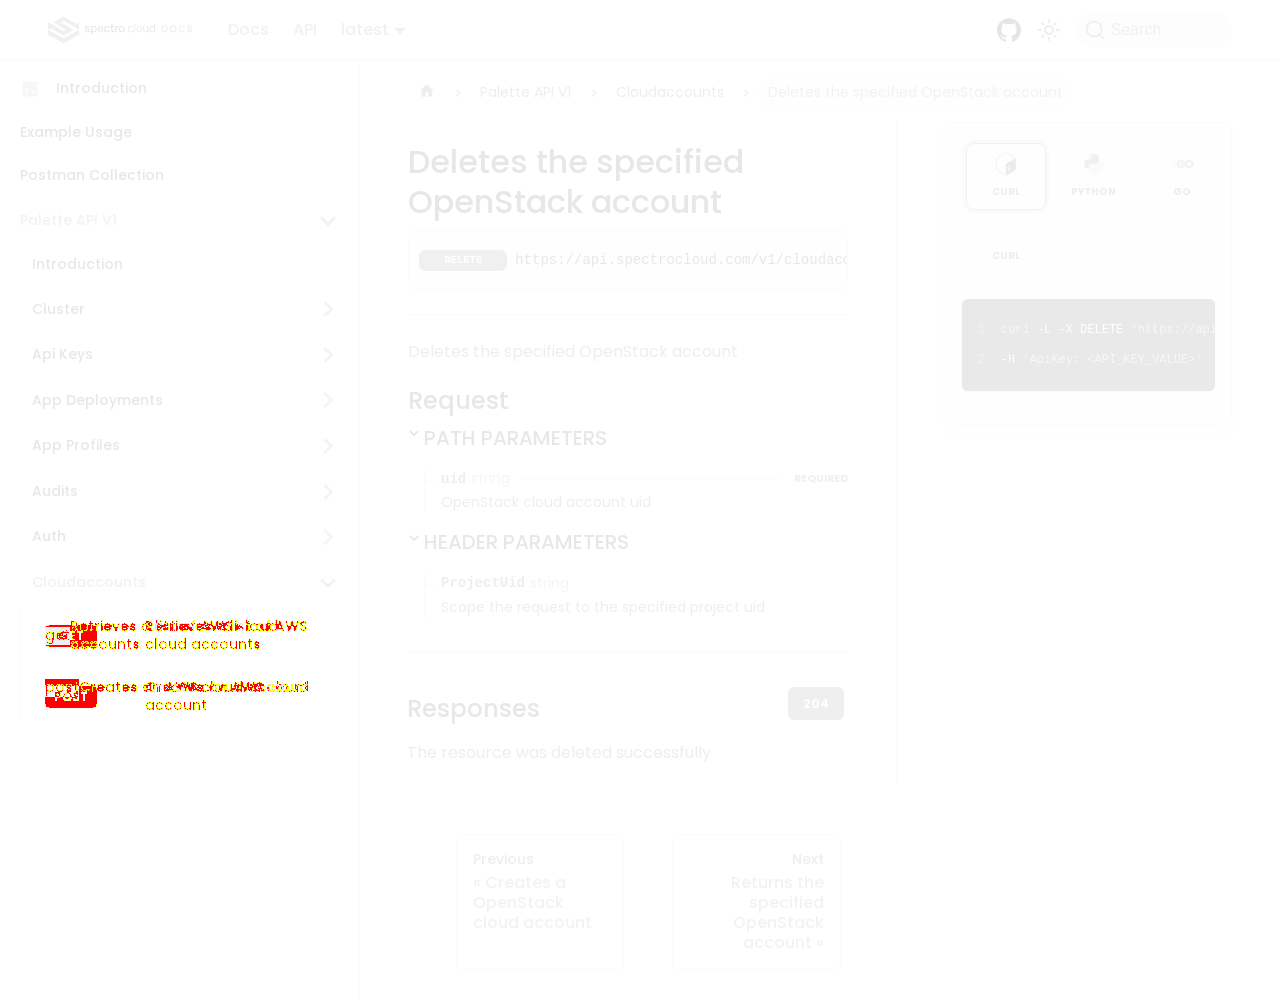 spectro cloud DOCS
Docs
API
latest
Search
Introduction
Example Usage
Postman Collection
Palette API V1
Introduction
Cluster
Api Keys
App Deployments
App Profiles
Audits
Auth
Cloudaccounts
GET
Retrieves
AWS
accounts
cloud accounts
POST
Creates
cloud
account
Palette API V1
Cloudaccounts
Deletes the specified OpenStack account
Deletes the specified
OpenStack account
DELETE
https://api.spectrocloud.com/v1/cloudacc
Deletes the specified OpenStack account
Request
PATH PARAMETERS
uid string
REQUIRED
OpenStack cloud account uid
HEADER PARAMETERS
ProjectUid string
Scope the request to the specified project uid
Responses
204
The resource was deleted successfully
Previous
« Creates a
OpenStack
cloud account
Next
Returns the
specified
OpenStack
account »
CURL
PYTHON
GO
CURL
1 curl -L -X DELETE 'https://api
2 -H 'ApiKey: <API_KEY_VALUE>'